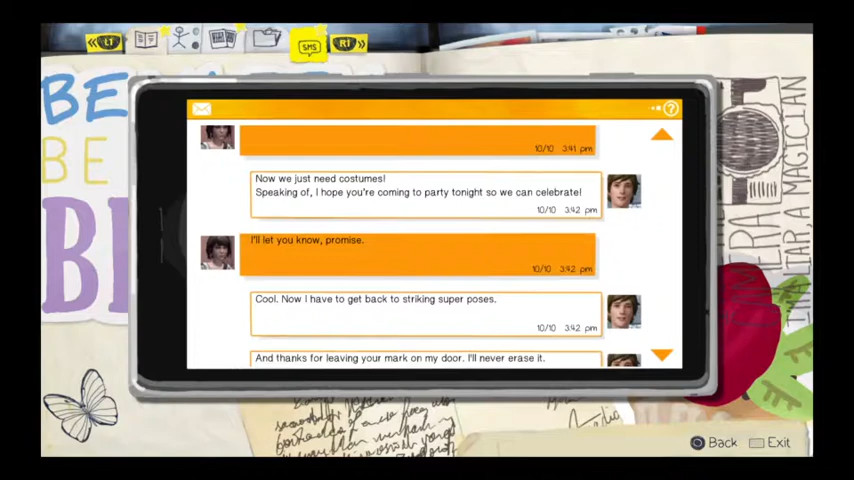 LT
SMS
RT
BE
BE
10/10 3:41 pm
Now we just need costumes!
Speaking of, I hope you're coming to party tonight so we can celebrate!
10/10 3:42 pm
I'll let you know, promise.
10/10 3:42 pm
Cool. Now I have to get back to striking super poses.
10/10 3:42 pm
And thanks for leaving your mark on my door. I'll never erase it.
CAMERA
A LIAR, A MAGICIAN
Back
Exit